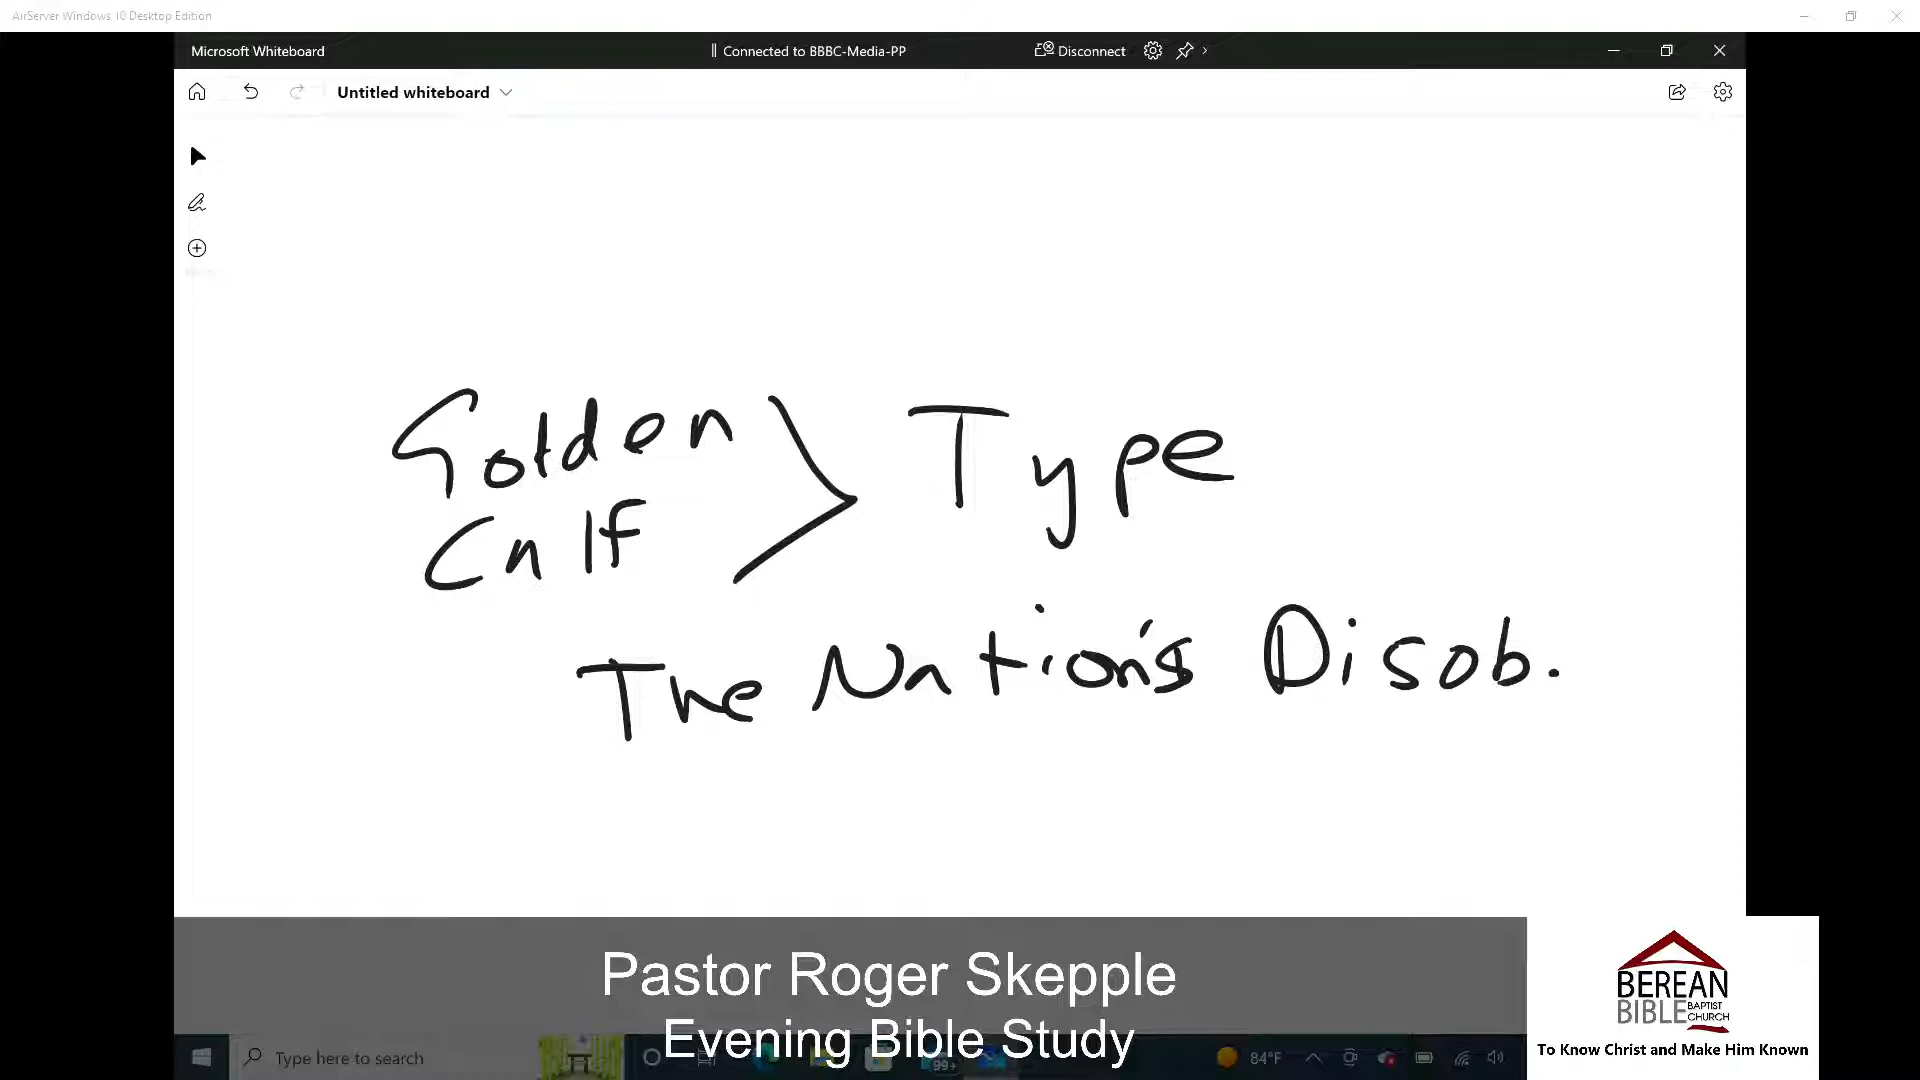 AirServer Windows 10 Desktop Edition
Microsoft Whiteboard
Connected to BBBC-Media-PP
Disconnect
Untitled whiteboard
Golden Type
Calf
The Nation's Disob.
Pastor Roger Skepple
Evening Bible Study
Type here to search
99+
84°F
BEREAN
BIBLE BAPTIST CHURCH
To Know Christ and Make Him Known